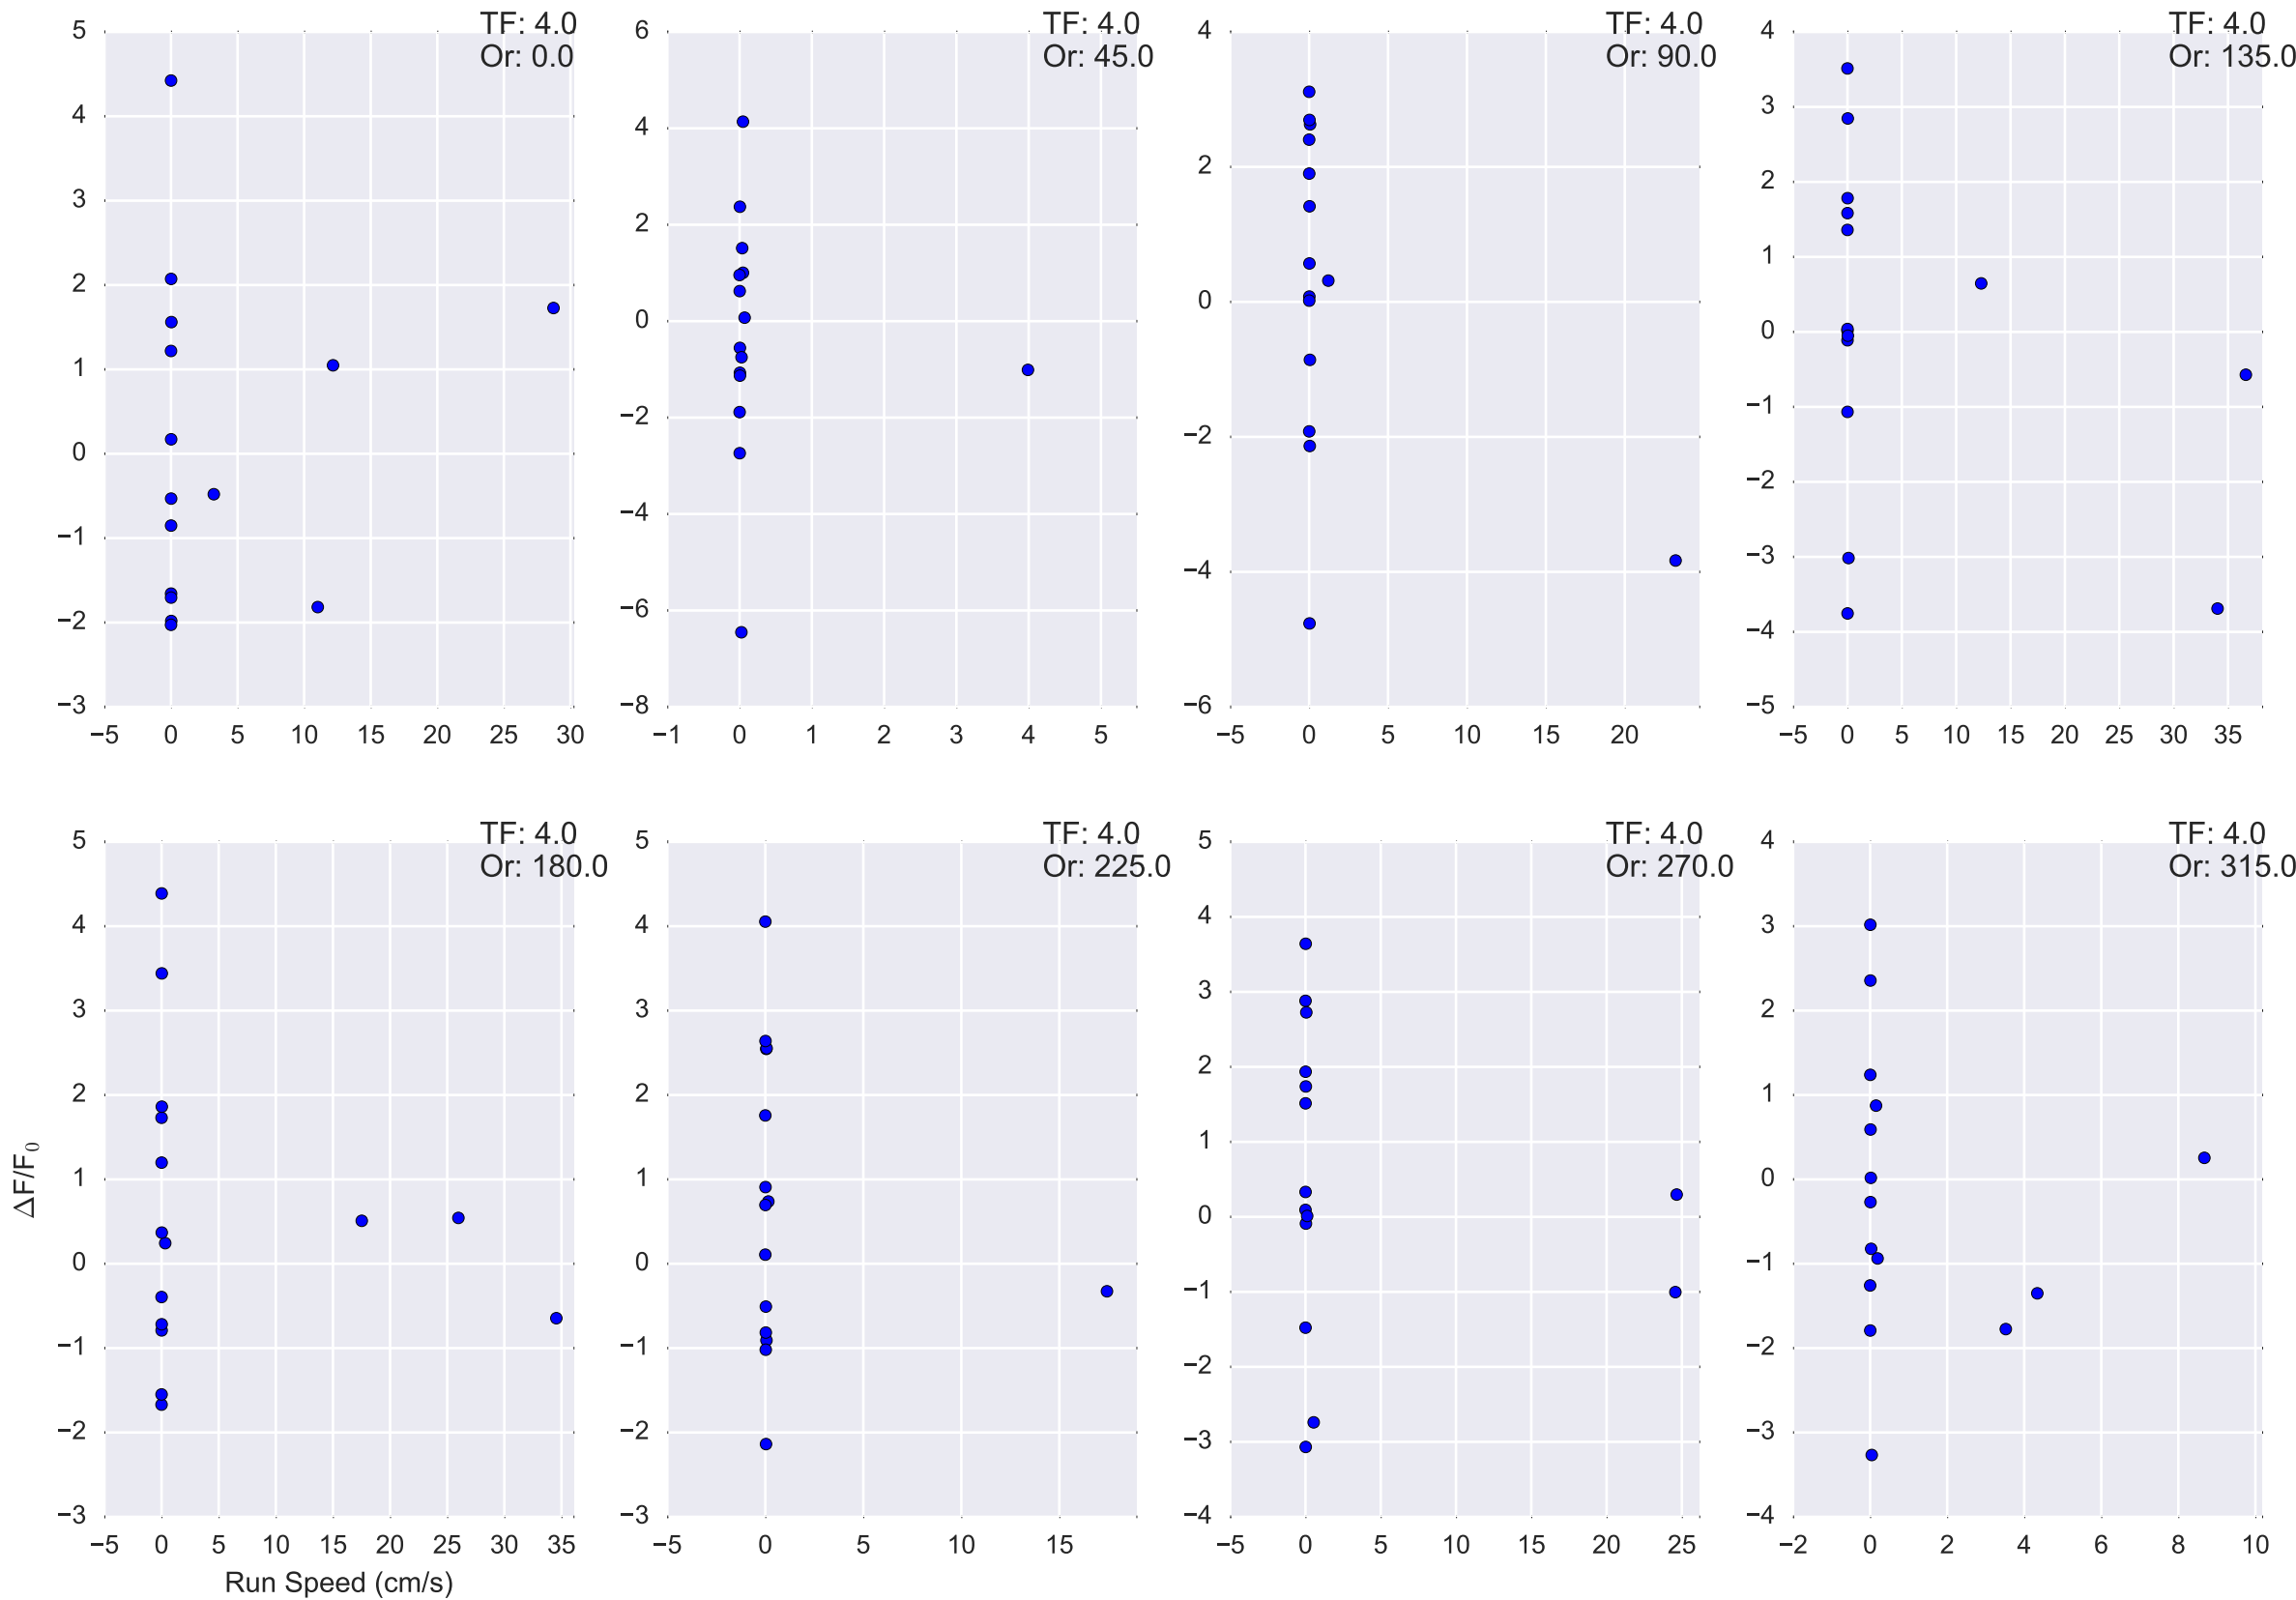 TF: 4.0
Or: 0.0
5
4
3
2
1
0
−1
−2
−3
−5 0 5 10 15 20 25 30
TF: 4.0
Or: 45.0
6
4
2
0
−2
−4
−6
−8
−1 0 1 2 3 4 5
TF: 4.0
Or: 90.0
4
2
0
−2
−4
−6
−5 0 5 10 15 20
TF: 4.0
Or: 135.0
4
3
2
1
0
−1
−2
−3
−4
−5
−5 0 5 10 15 20 25 30 35
TF: 4.0
Or: 180.0
5
4
3
2
1
0
−1
−2
−3
ΔF/F₀
−5 0 5 10 15 20 25 30 35
Run Speed (cm/s)
TF: 4.0
Or: 225.0
5
4
3
2
1
0
−1
−2
−3
−5 0 5 10 15
TF: 4.0
Or: 270.0
5
4
3
2
1
0
−1
−2
−3
−4
−5 0 5 10 15 20 25
TF: 4.0
Or: 315.0
4
3
2
1
0
−1
−2
−3
−4
−2 0 2 4 6 8 10